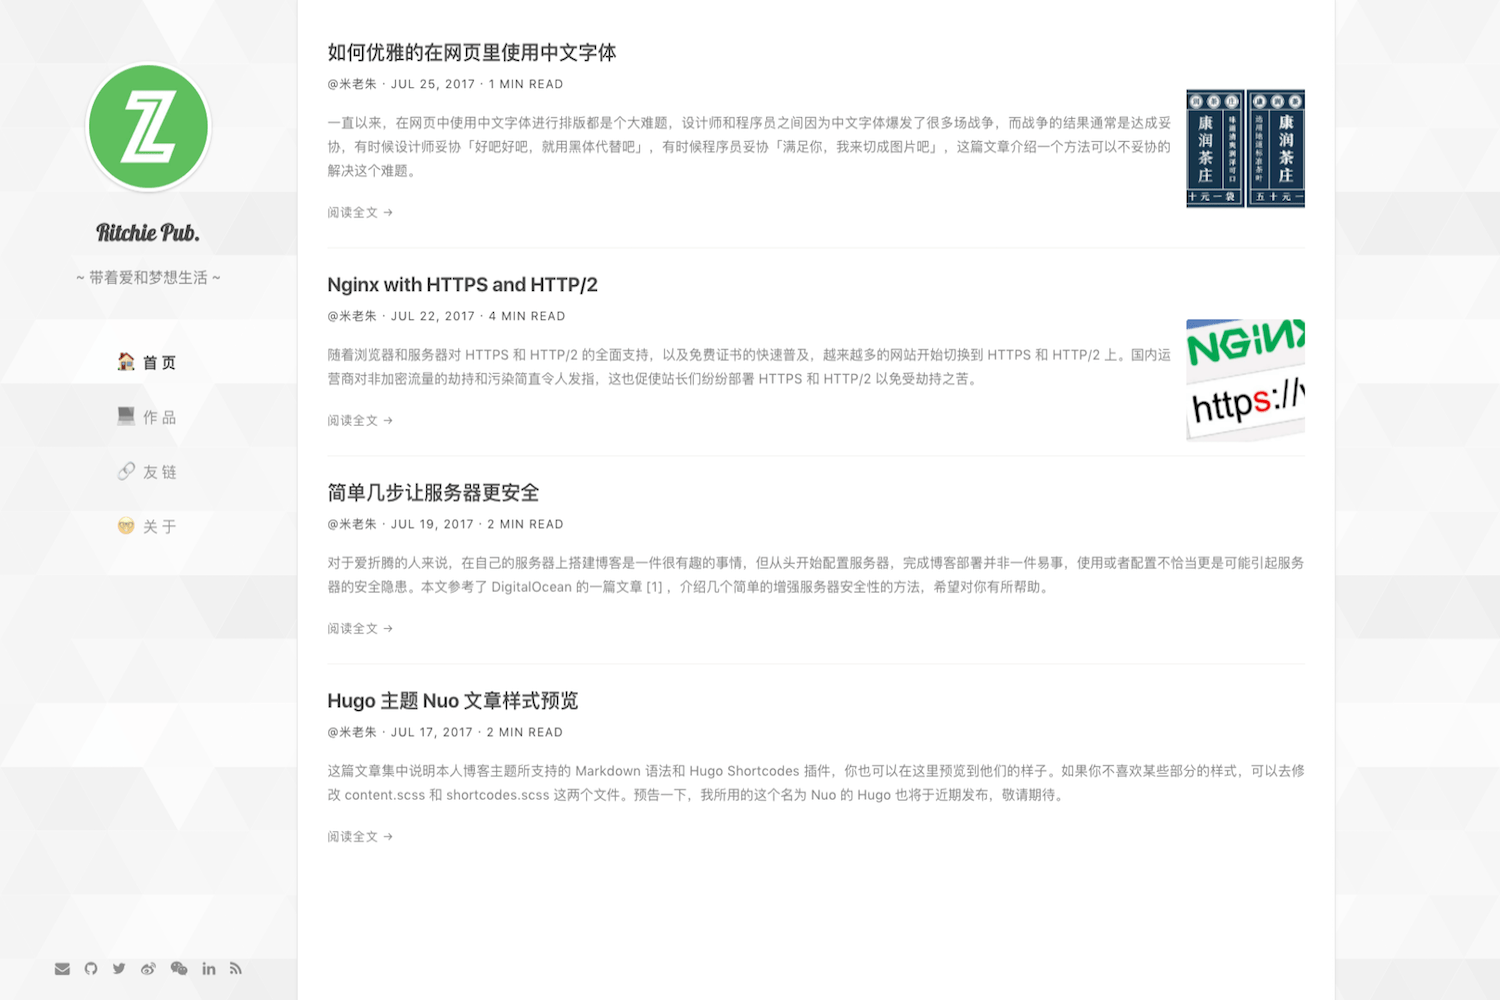 Z
Ritchie Pub.
~ 带着爱和梦想生活 ~
首 页
作 品
友 链
关 于
如何优雅的在网页里使用中文字体
@米老朱 · JUL 25, 2017 · 1 MIN READ
一直以来，在网页中使用中文字体进行排版都是个大难题，设计师和程序员之间因为中文字体爆发了很多场战争，而战争的结果通常是达成妥
协，有时候设计师妥协「好吧好吧，就用黑体代替吧」，有时候程序员妥协「满足你，我来切成图片吧」，这篇文章介绍一个方法可以不妥协的
解决这个难题。
阅读全文 →
康润茶庄
康润茶庄
十元一袋
五十元一
Nginx with HTTPS and HTTP/2
@米老朱 · JUL 22, 2017 · 4 MIN READ
随着浏览器和服务器对 HTTPS 和 HTTP/2 的全面支持，以及免费证书的快速普及，越来越多的网站开始切换到 HTTPS 和 HTTP/2 上。国内运
营商对非加密流量的劫持和污染简直令人发指，这也促使站长们纷纷部署 HTTPS 和 HTTP/2 以免受劫持之苦。
阅读全文 →
NGINX
https://
简单几步让服务器更安全
@米老朱 · JUL 19, 2017 · 2 MIN READ
对于爱折腾的人来说，在自己的服务器上搭建博客是一件很有趣的事情，但从头开始配置服务器，完成博客部署并非一件易事，使用或者配置不恰当更是可能引起服务
器的安全隐患。本文参考了 DigitalOcean 的一篇文章 [1] ，介绍几个简单的增强服务器安全性的方法，希望对你有所帮助。
阅读全文 →
Hugo 主题 Nuo 文章样式预览
@米老朱 · JUL 17, 2017 · 2 MIN READ
这篇文章集中说明本人博客主题所支持的 Markdown 语法和 Hugo Shortcodes 插件，你也可以在这里预览到他们的样子。如果你不喜欢某些部分的样式，可以去修
改 content.scss 和 shortcodes.scss 这两个文件。预告一下，我所用的这个名为 Nuo 的 Hugo 也将于近期发布，敬请期待。
阅读全文 →